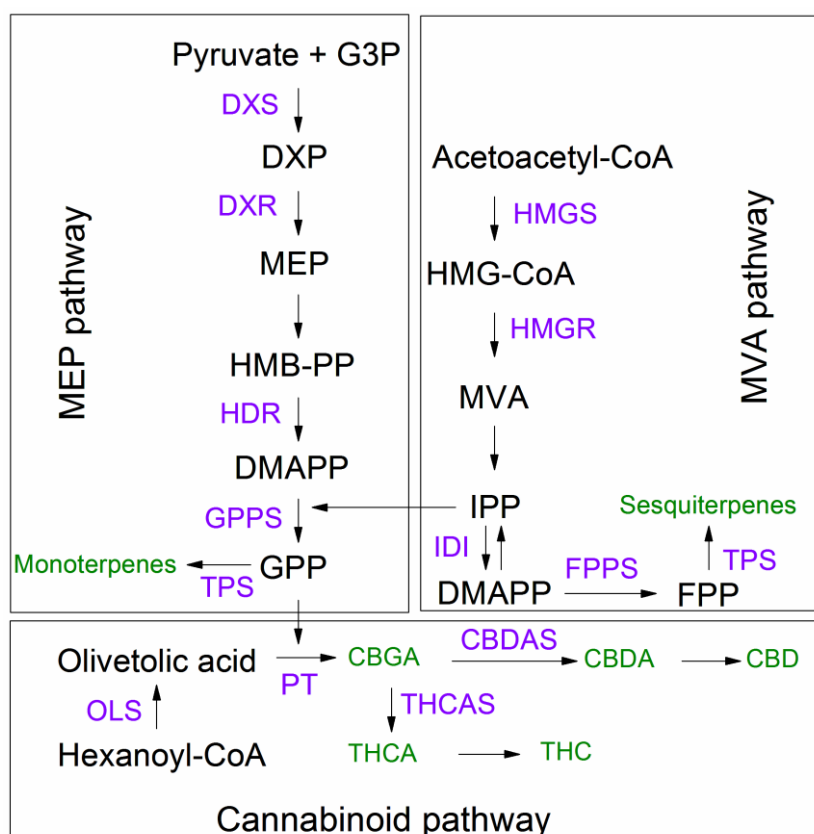 Pyruvate + G3P
DXS
DXP
DXR
MEP
HMB-PP
HDR
DMAPP
GPPS
Monoterpenes
TPS
GPP
MEP pathway
Acetoacetyl-CoA
HMGS
HMG-CoA
HMGR
MVA
IPP
IDI
DMAPP
FPPS
FPP
TPS
Sesquiterpenes
MVA pathway
Olivetolic acid
PT
CBGA
CBDAS
CBDA
CBD
OLS
THCAS
Hexanoyl-CoA
THCA
THC
Cannabinoid pathway